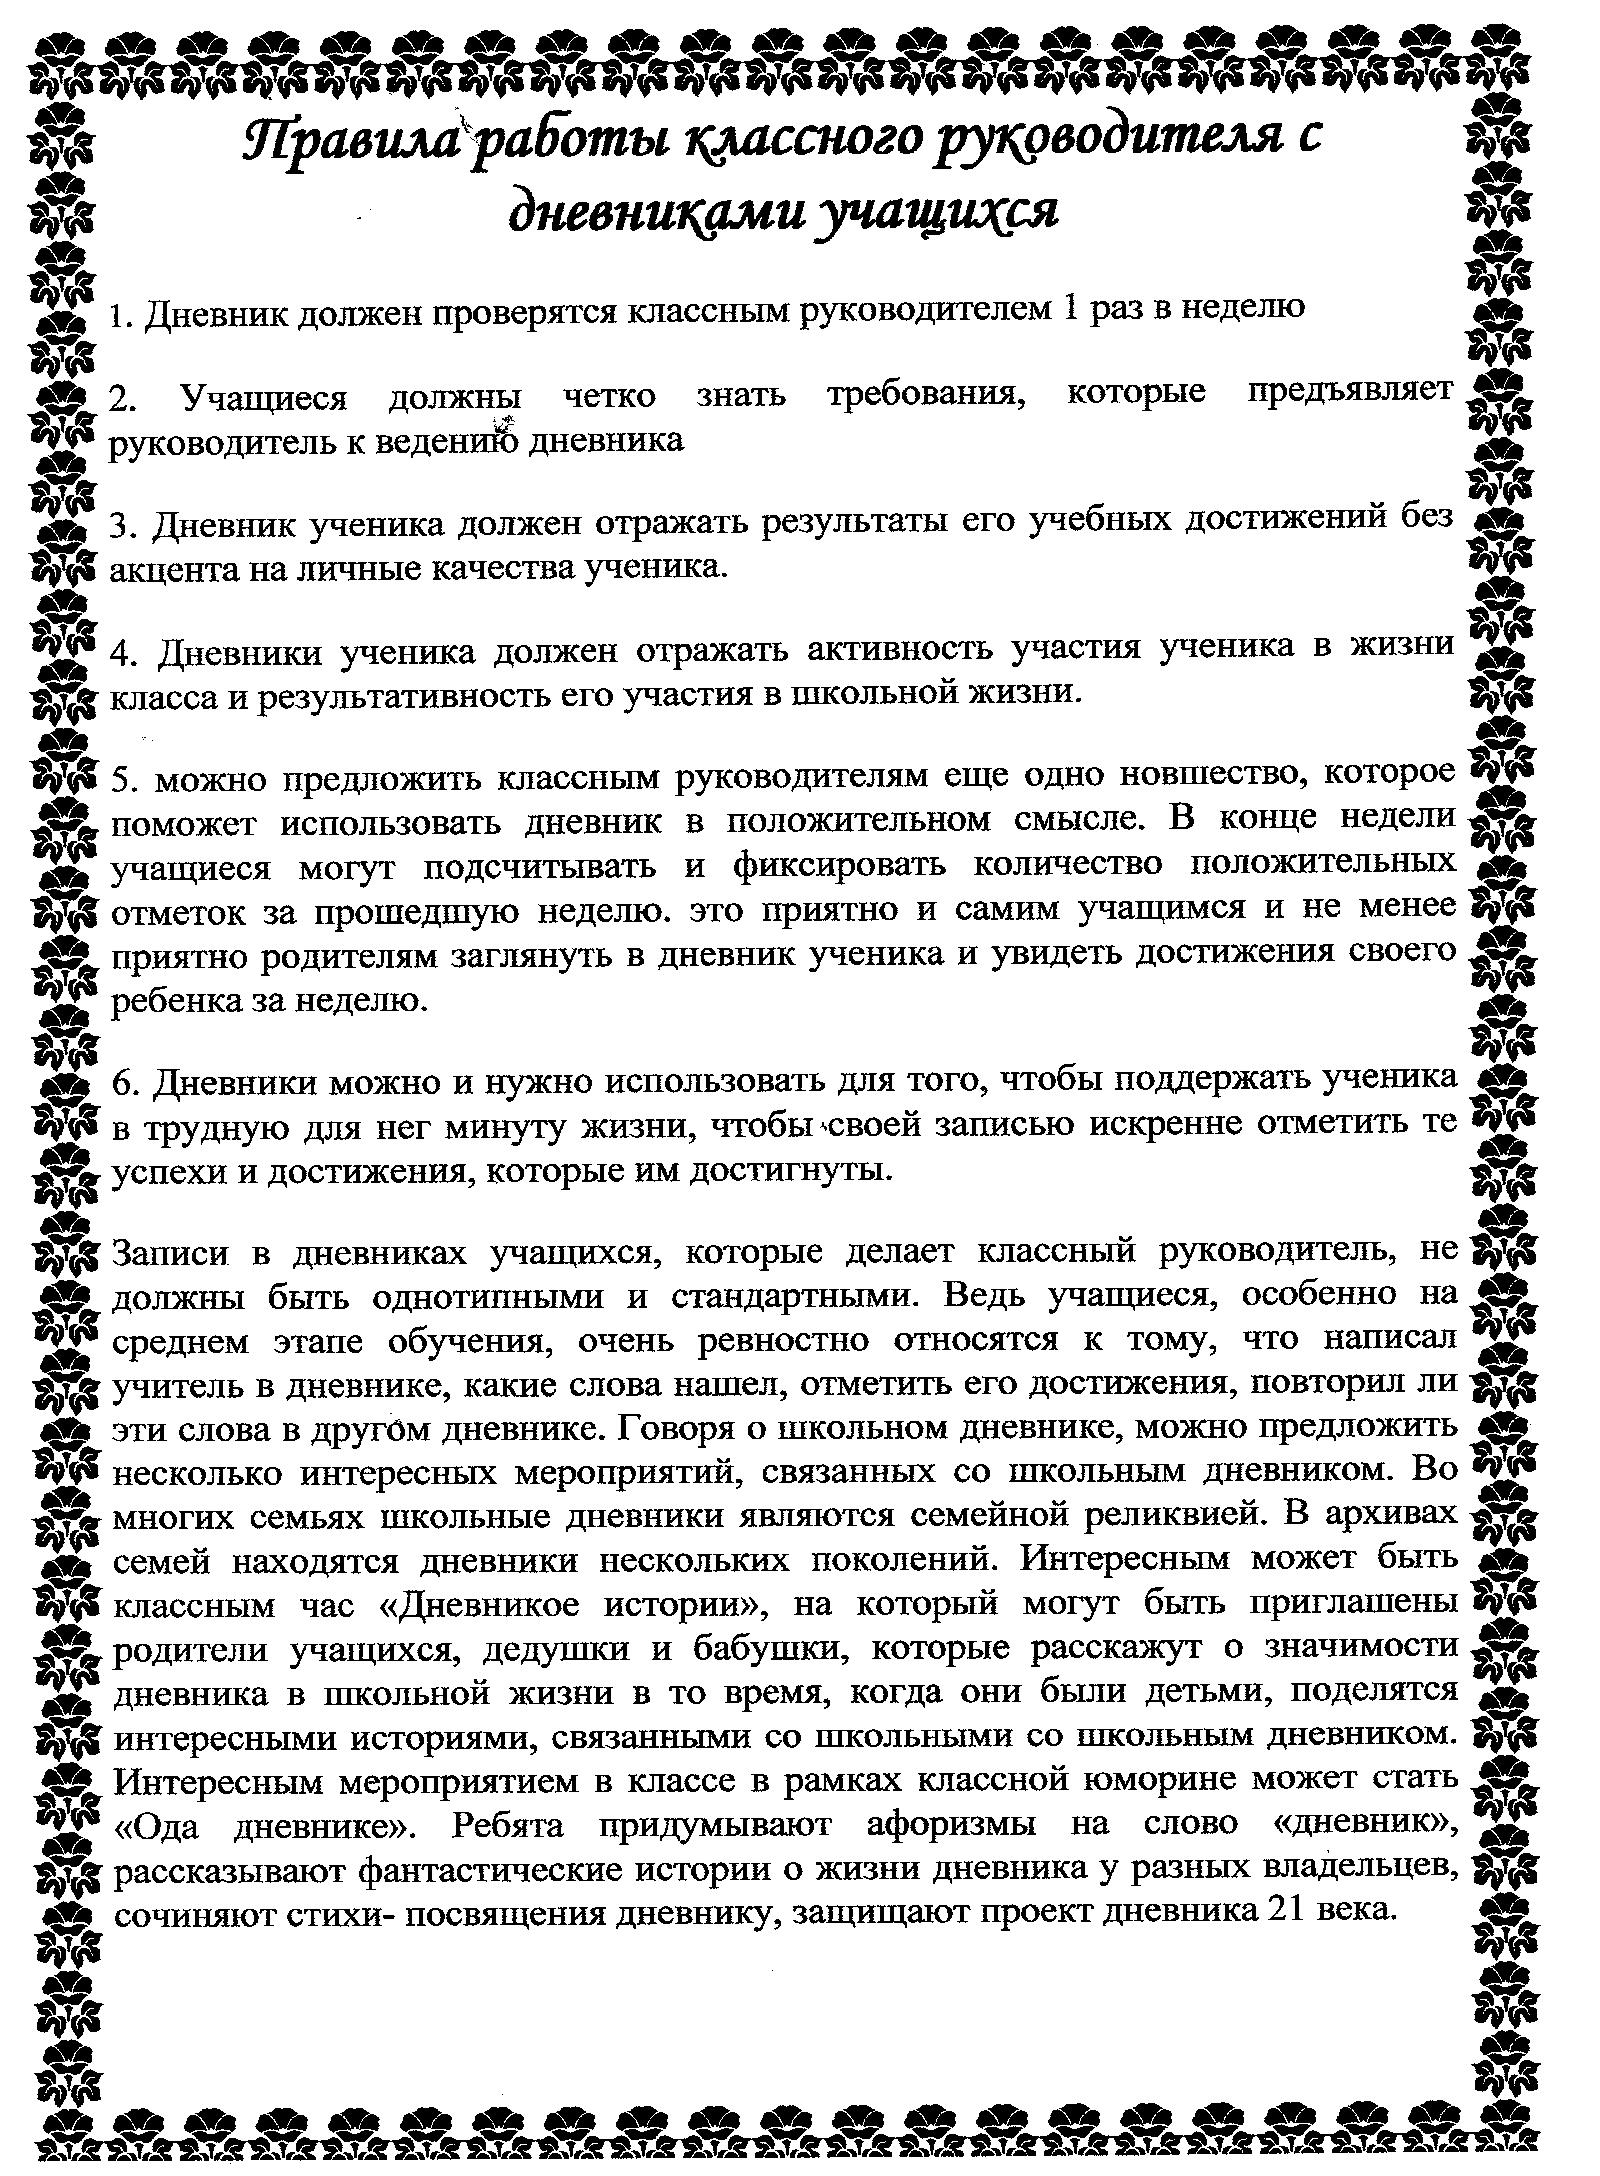 Правила работы классного руководителя с
дневниками учащихся
1. Дневник должен проверятся классным руководителем 1 раз в неделю
2. Учащиеся должны четко знать требования, которые предъявляет
руководитель к ведению дневника
3. Дневник ученика должен отражать результаты его учебных достижений без
акцента на личные качества ученика.
4. Дневники ученика должен отражать активность участия ученика в жизни
класса и результативность его участия в школьной жизни.
5. можно предложить классным руководителям еще одно новшество, которое
поможет использовать дневник в положительном смысле. В конце недели
учащиеся могут подсчитывать и фиксировать количество положительных
отметок за прошедшую неделю. это приятно и самим учащимся и не менее
приятно родителям заглянуть в дневник ученика и увидеть достижения своего
ребенка за неделю.
6. Дневники можно и нужно использовать для того, чтобы поддержать ученика
в трудную для нег минуту жизни, чтобы своей записью искренне отметить те
успехи и достижения, которые им достигнуты.
Записи в дневниках учащихся, которые делает классный руководитель, не
должны быть однотипными и стандартными. Ведь учащиеся, особенно на
среднем этапе обучения, очень ревностно относятся к тому, что написал
учитель в дневнике, какие слова нашел, отметить его достижения, повторил ли
эти слова в другом дневнике. Говоря о школьном дневнике, можно предложить
несколько интересных мероприятий, связанных со школьным дневником. Во
многих семьях школьные дневники являются семейной реликвией. В архивах
семей находятся дневники нескольких поколений. Интересным может быть
классным час «Дневникое истории», на который могут быть приглашены
родители учащихся, дедушки и бабушки, которые расскажут о значимости
дневника в школьной жизни в то время, когда они были детьми, поделятся
интересными историями, связанными со школьными со школьным дневником.
Интересным мероприятием в классе в рамках классной юморине может стать
«Ода дневнике». Ребята придумывают афоризмы на слово «дневник»,
рассказывают фантастические истории о жизни дневника у разных владельцев,
сочиняют стихи- посвящения дневнику, защищают проект дневника 21 века.